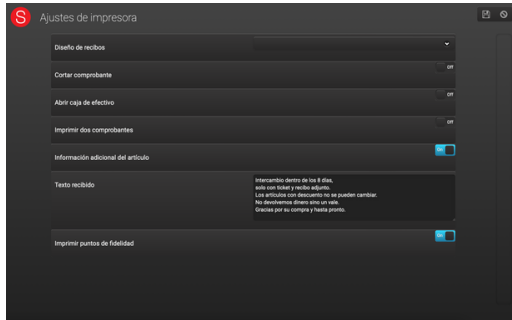 S Ajustes de impresora
Diseño de recibos
Off
Cortar comprobante
Off
Abrir caja de efectivo
Off
Imprimir dos comprobantes
On
Información adicional del artículo
Texto recibido
Intercambio dentro de los 8 días,
solo con ticket y recibo adjunto.
Los artículos con descuento no se pueden cambiar.
No devolvemos dinero sino un vale.
Gracias por su compra y hasta pronto.
On
Imprimir puntos de fidelidad